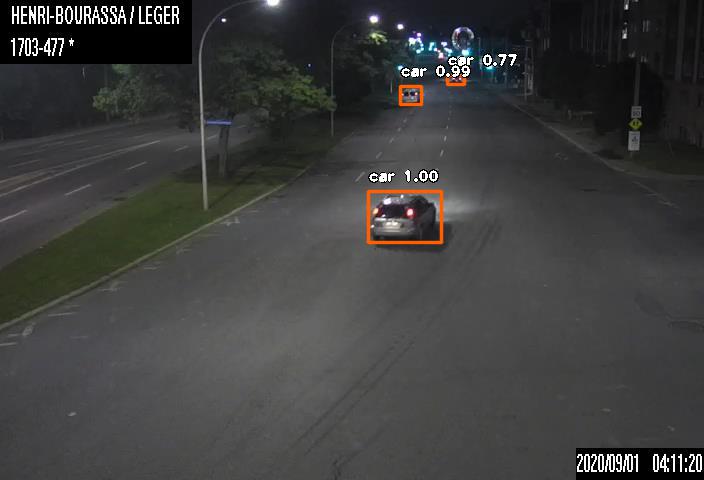 HENRI-BOURASSA / LEGER
1703-477 *
car 0.77
car 0.99
car 1.00
2020/09/01 04:11:20